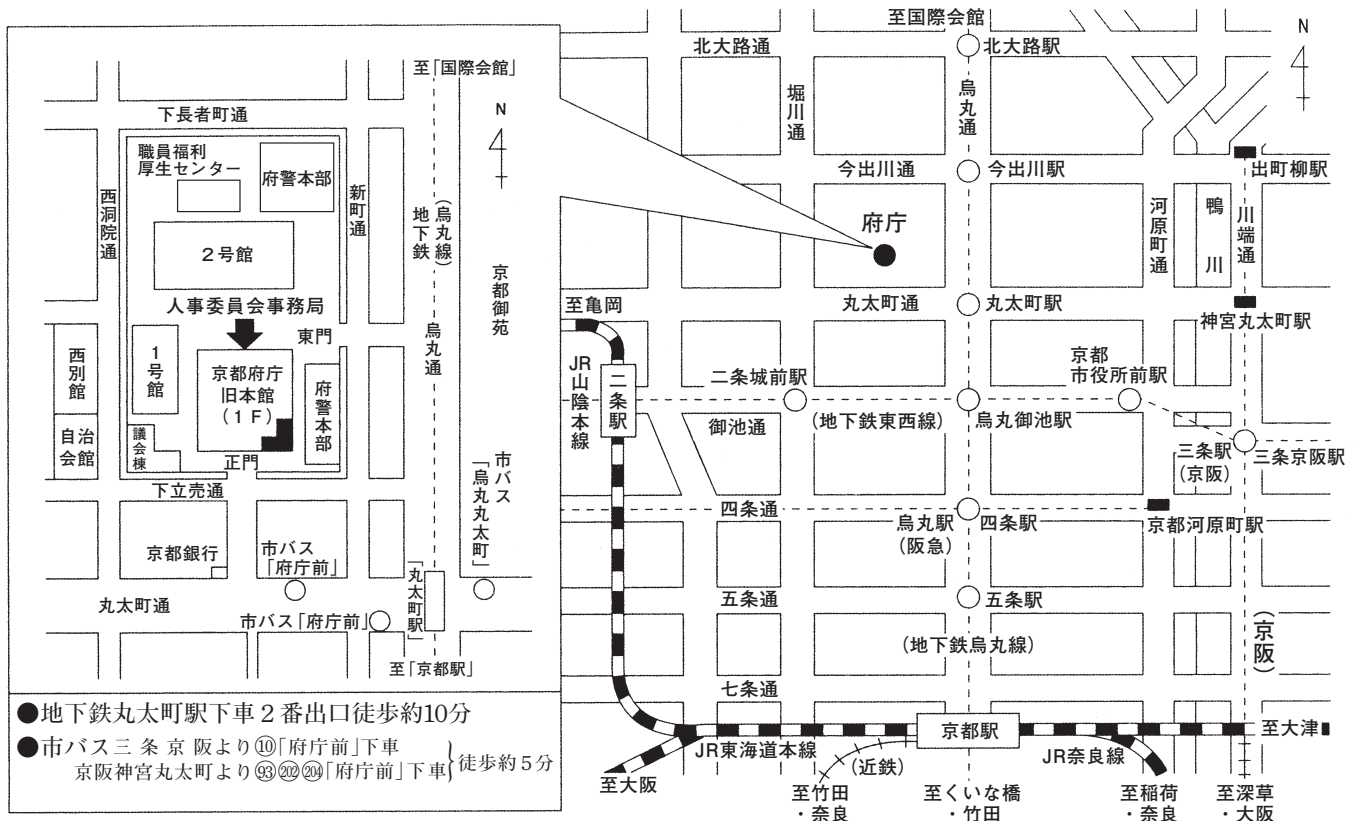 至「国際会館」
N
下長者町通
職員福利
厚生センター
府警本部
西洞院通
新町通
地下鉄
(烏丸線)
2号館
京都御苑
人事委員会事務局
東門
烏丸通
西別館
1号館
京都府庁
旧本館
(1F)
府警本部
自治
会館
議会棟
正門
下立売通
市バス
「烏丸丸太町」
京都銀行
市バス
「府庁前」
「丸太町駅」
丸太町通
市バス「府庁前」
至「京都駅」
●地下鉄丸太町駅下車2番出口徒歩約10分
●市バス三条京阪より⑩「府庁前」下車
京阪神宮丸太町より93 202 204「府庁前」下車}徒歩約5分
至国際会館
N
北大路通
北大路駅
堀川通
烏丸通
今出川通
今出川駅
出町柳駅
府庁
河原町通
鴨川
川端通
至亀岡
丸太町通
丸太町駅
神宮丸太町駅
JR山陰本線
二条駅
二条城前駅
京都
市役所前駅
御池通
(地下鉄東西線)
烏丸御池駅
三条駅
(京阪)
三条京阪駅
四条通
烏丸駅
(阪急)
四条駅
京都河原町駅
五条通
五条駅
(地下鉄烏丸線)
(京阪)
七条通
京都駅
至大津
JR東海道本線
(近鉄)
JR奈良線
至大阪
至竹田
・奈良
至くいな橋
・竹田
至稲荷
・奈良
至深草
・大阪